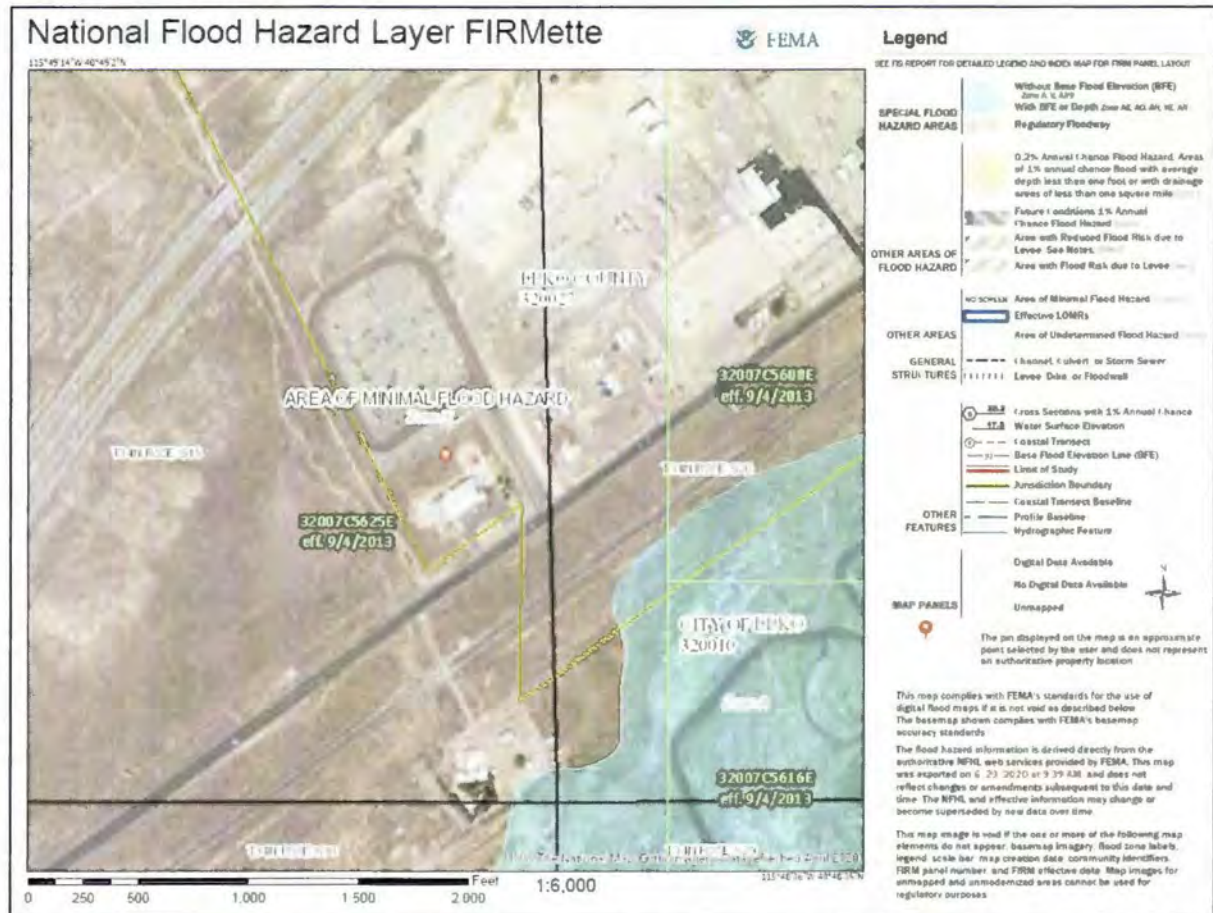 National Flood Hazard Layer FIRMette
FEMA
Legend
SEE FIS REPORT FOR DETAILED LEGEND AND INDEX MAP FOR FIRM PANEL LAYOUT
SPECIAL FLOOD
HAZARD AREAS
Without Base Flood Elevation (BFE)
With BFE or Depth
Regulatory Floodway
0.2% Annual Chance Flood Hazard, Areas
of 1% annual chance flood with average
depth less than one foot or with drainage
areas of less than one square mile
Future Conditions 1% Annual
Chance Flood Hazard
Area with Reduced Flood Risk due to
Levee. See Notes.
Area with Flood Risk due to Levee
OTHER AREAS OF
FLOOD HAZARD
NO SCREEN Area of Minimal Flood Hazard
Effective LOMRs
OTHER AREAS
Area of Undetermined Flood Hazard
GENERAL
STRUCTURES
Channel, Culvert, or Storm Sewer
Levee, Dike, or Floodwall
Cross Sections with 1% Annual Chance
17.5 Water Surface Elevation
Coastal Transect
Base Flood Elevation Line (BFE)
Limit of Study
Jurisdiction Boundary
Coastal Transect Baseline
OTHER
FEATURES
Profile Baseline
Hydrographic Feature
Digital Data Available
No Digital Data Available
MAP PANELS
Unmapped
N
The pin displayed on the map is an approximate
point selected by the user and does not represent
an authoritative property location
This map complies with FEMA's standards for the use of
digital flood maps if it is not void as described below
The basemap shown complies with FEMA's basemap
accuracy standards
The flood hazard information is derived directly from the
authoritative NFHL web services provided by FEMA. This map
was exported on 6 23 2020 at 9 39 AM and does not
reflect changes or amendments subsequent to this date and
time. The NFHL and effective information may change or
become superseded by new data over time
This map image is void if the one or more of the following map
elements do not appear: basemap imagery, flood zone labels,
legend, scale bar, map creation date, community identifiers,
FIRM panel number, and FIRM effective date. Map images for
unmapped and unmodernized areas cannot be used for
regulatory purposes
ELKO COUNTY
320027
32007C5608E
eff. 9/4/2013
AREA OF MINIMAL FLOOD HAZARD
32007C5625E
eff. 9/4/2013
CITY OF ELKO
320010
32007C5616E
eff. 9/4/2013
Feet
1:6,000
0 250 500 1,000 1,500 2,000